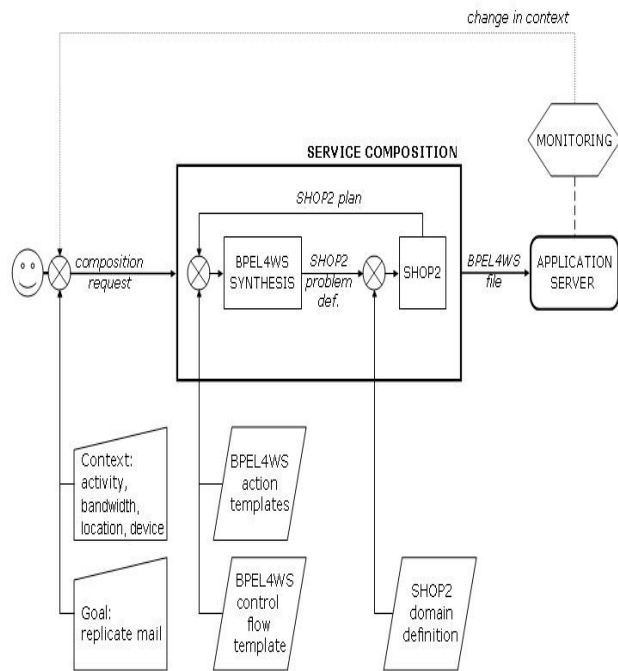 change in context
MONITORING
SERVICE COMPOSITION
SHOP2 plan
composition
request
BPEL4WS
SYNTHESIS
SHOP2
problem
def.
SHOP2
BPEL4WS
file
APPLICATION
SERVER
Context:
activity,
bandwidth,
location, device
BPEL4WS
action
templates
Goal:
replicate mail
BPEL4WS
control
flow
template
SHOP2
domain
definition